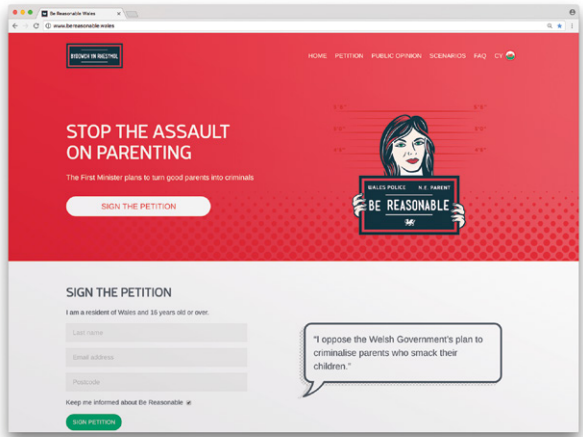 Be Reasonable Wales
www.bereasonable.wales
BYDDWCH YN RHESYMOL
HOME PETITION PUBLIC OPINION SCENARIOS FAQ CY
STOP THE ASSAULT
ON PARENTING
The First Minister plans to turn good parents into criminals
SIGN THE PETITION
WALES POLICE N.E. PARENT
BE REASONABLE
SIGN THE PETITION
I am a resident of Wales and 16 years old or over.
Last name
Email address
Postcode
Keep me informed about Be Reasonable
SIGN PETITION
"I oppose the Welsh Government's plan to
criminalise parents who smack their
children."